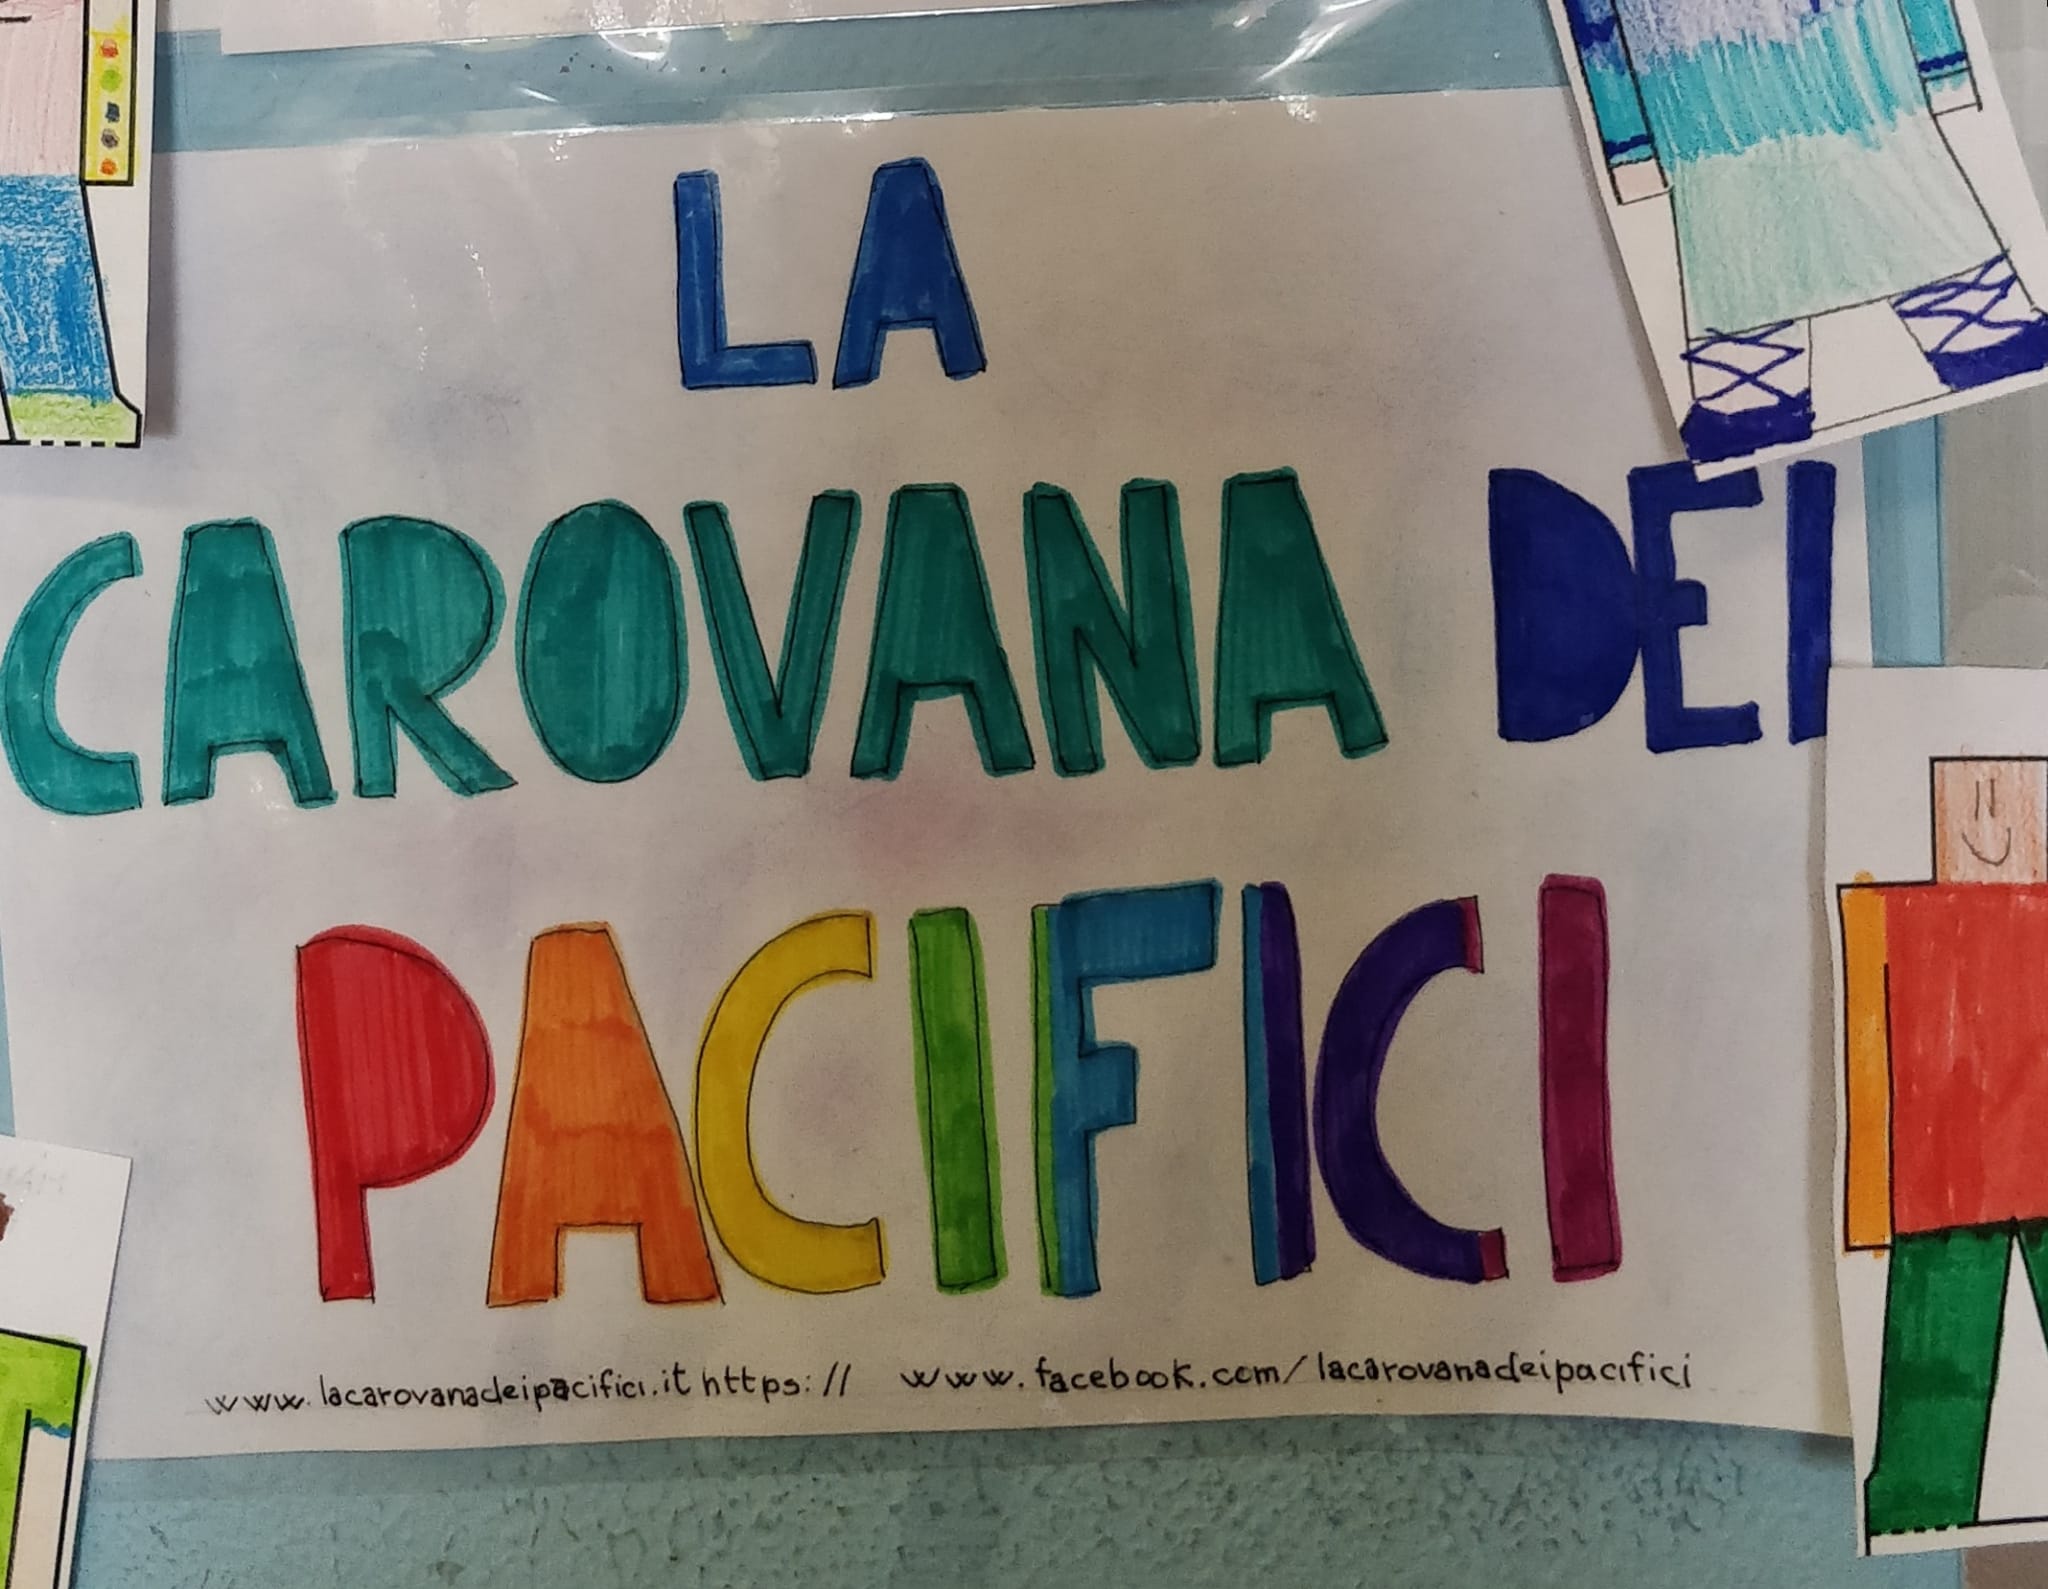 LA
CAROVANA DEI
PACIFICI
www.lacarovanadeipacifici.it https:// www.facebook.com/lacarovanadeipacifici